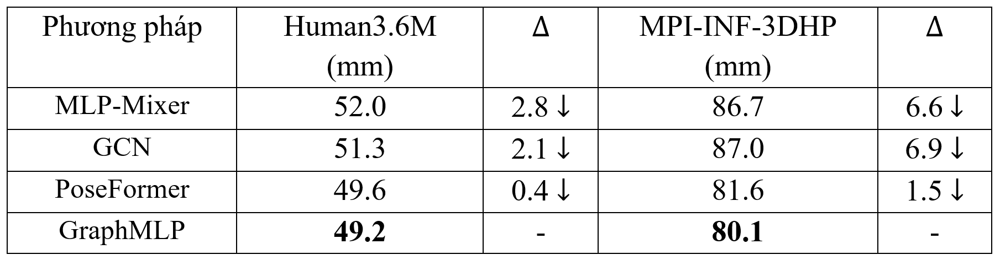 Phương pháp Human3.6M Δ MPI-INF-3DHP Δ
(mm) (mm)
MLP-Mixer 52.0 2.8↓ 86.7 6.6↓
GCN 51.3 2.1↓ 87.0 6.9↓
PoseFormer 49.6 0.4↓ 81.6 1.5↓
GraphMLP 49.2 - 80.1 -